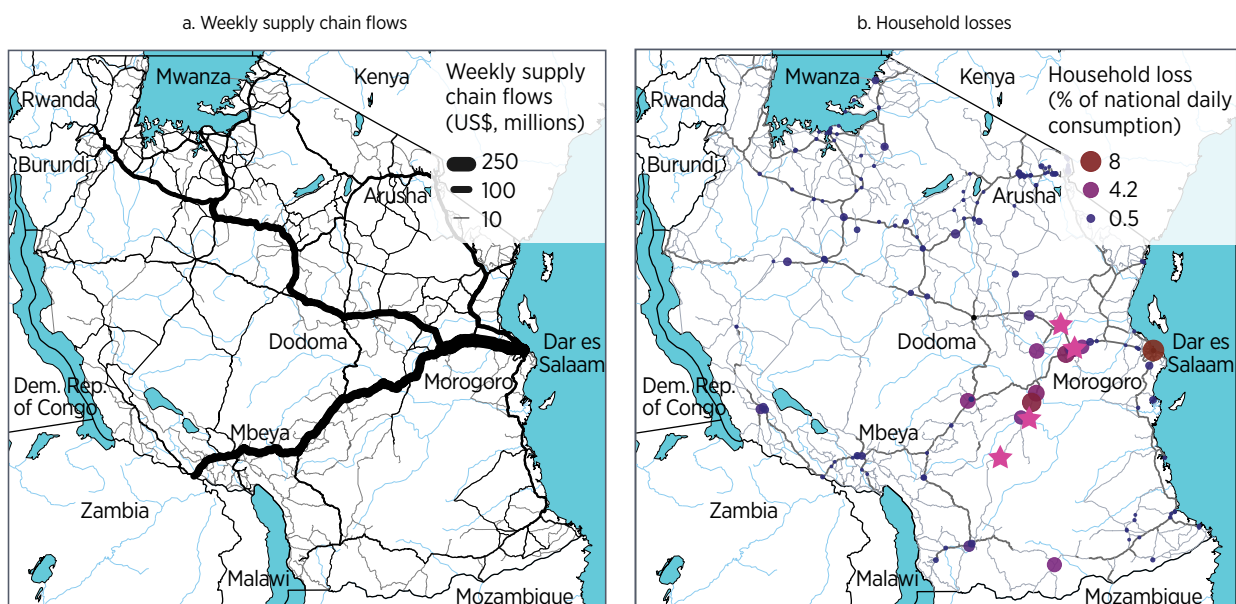 a. Weekly supply chain flows
Mwanza
Kenya
Rwanda
Burundi
Arusha
Weekly supply
chain flows
(US$, millions)
250
100
10
Dodoma
Dar es
Salaam
Morogoro
Dem. Rep.
of Congo
Mbeya
Zambia
Malawi
Mozambique
b. Household losses
Mwanza
Kenya
Rwanda
Burundi
Arusha
Household loss
(% of national daily
consumption)
8
4.2
0.5
Dodoma
Dar es
Salaam
Morogoro
Dem. Rep.
of Congo
Mbeya
Zambia
Malawi
Mozambique